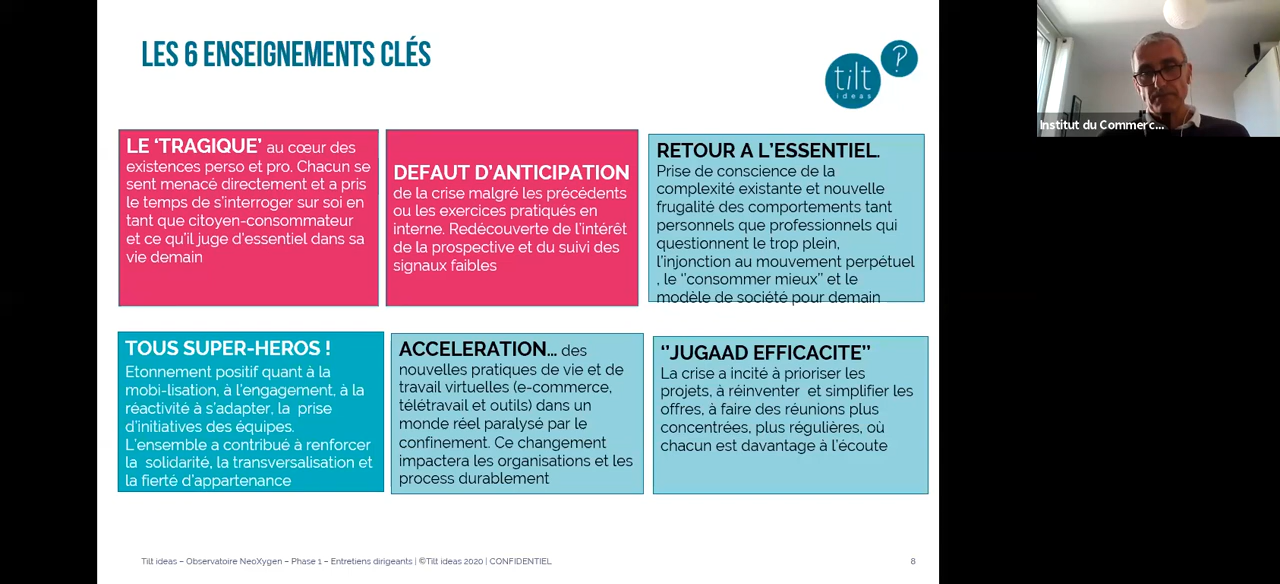 LES 6 ENSEIGNEMENTS CLÉS
tilt
ideas
?
Institut du Commerc...
LE ‘TRAGIQUE’ au cœur des
existences perso et pro. Chacun se
sent menacé directement et a pris
le temps de s’interroger sur soi en
tant que citoyen-consommateur
et ce qu’il juge d’essentiel dans sa
vie demain
DEFAUT D’ANTICIPATION
de la crise malgré les précédents
ou les exercices pratiqués en
interne. Redécouverte de l’intérêt
de la prospective et du suivi des
signaux faibles
RETOUR A L’ESSENTIEL.
Prise de conscience de la
complexité existante et nouvelle
frugalité des comportements tant
personnels que professionnels qui
questionnent le trop plein,
l’injonction au mouvement perpétuel
, le ‘’consommer mieux’’ et le
modèle de société pour demain
TOUS SUPER-HEROS !
Etonnement positif quant à la
mobi-lisation, à l’engagement, à la
réactivité à s’adapter, la  prise
d’initiatives des équipes.
L’ensemble a contribué à renforcer
la  solidarité, la transversalisation et
la fierté d’appartenance
ACCELERATION... des
nouvelles pratiques de vie et de
travail virtuelles (e-commerce,
télétravail et outils) dans un
monde réel paralysé par le
confinement. Ce changement
impactera les organisations et les
process durablement
‘’JUGAAD EFFICACITE’’
La crise a incité à prioriser les
projets, à réinventer  et simplifier les
offres, à faire des réunions plus
concentrées, plus régulières, où
chacun est davantage à l’écoute
Tilt ideas – Observatoire NeoXygen – Phase 1 – Entretiens dirigeants | ©Tilt ideas 2020 | CONFIDENTIEL
8